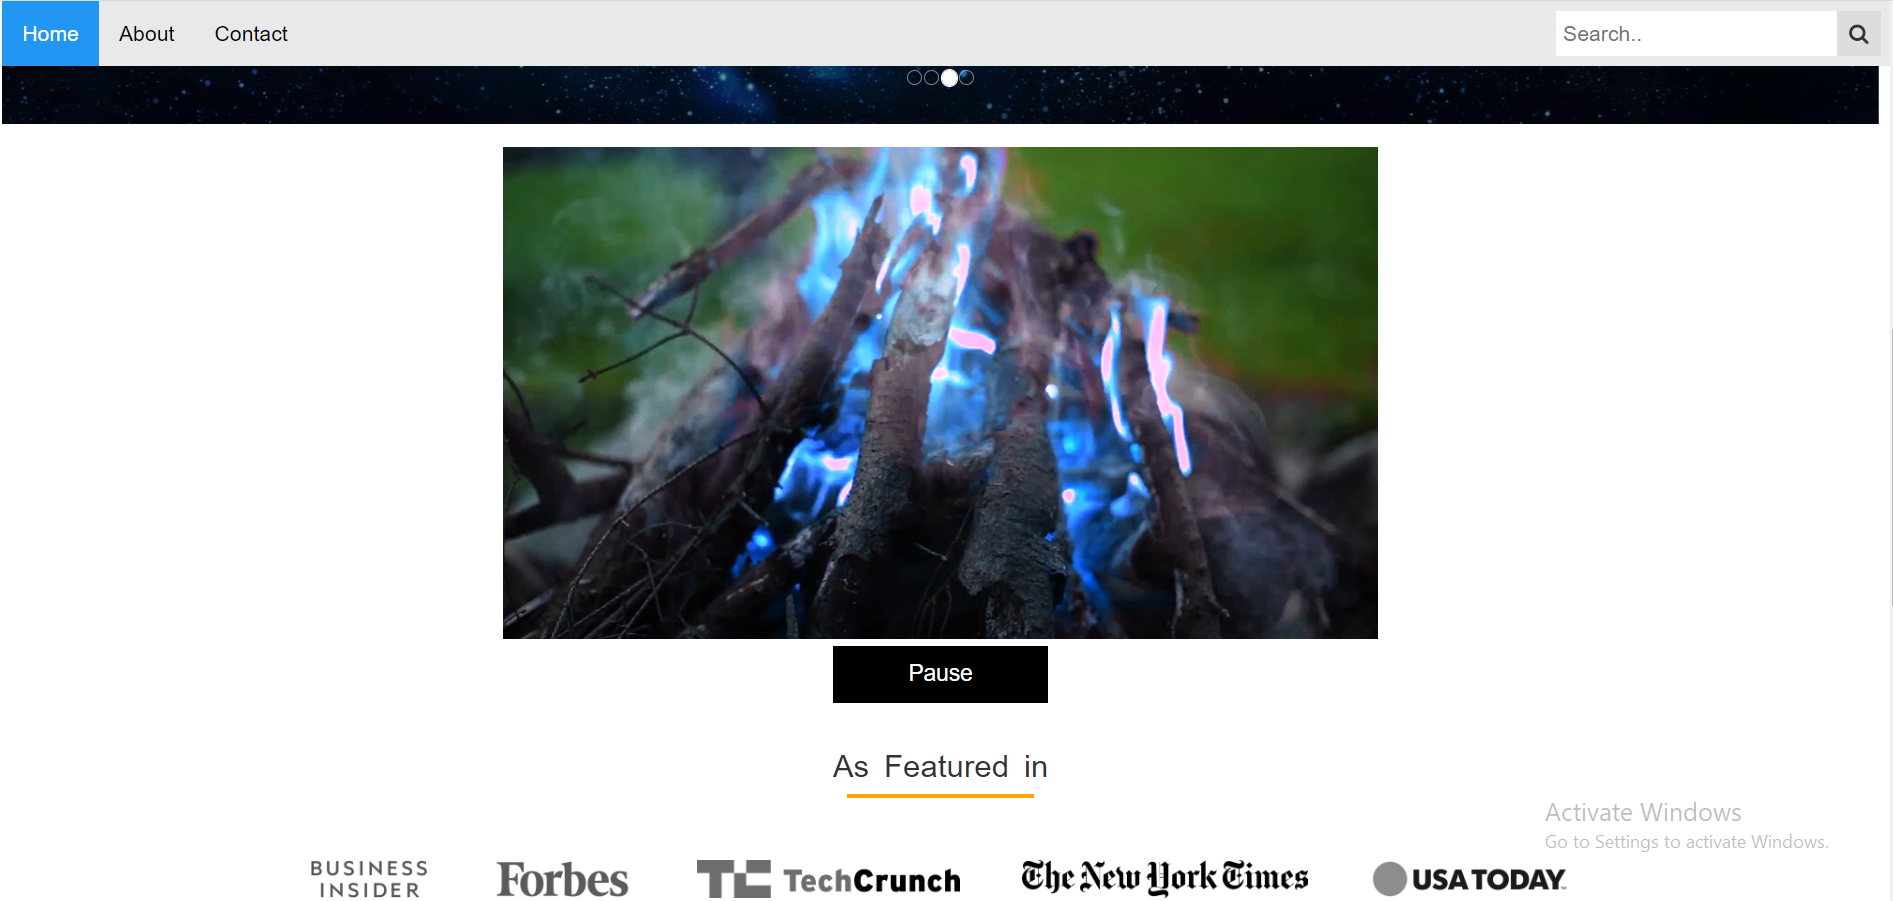 Home About Contact Search..
Pause
As Featured in
Activate Windows
Go to Settings to activate Windows.
BUSINESS INSIDER Forbes TC TechCrunch The New York Times USA TODAY